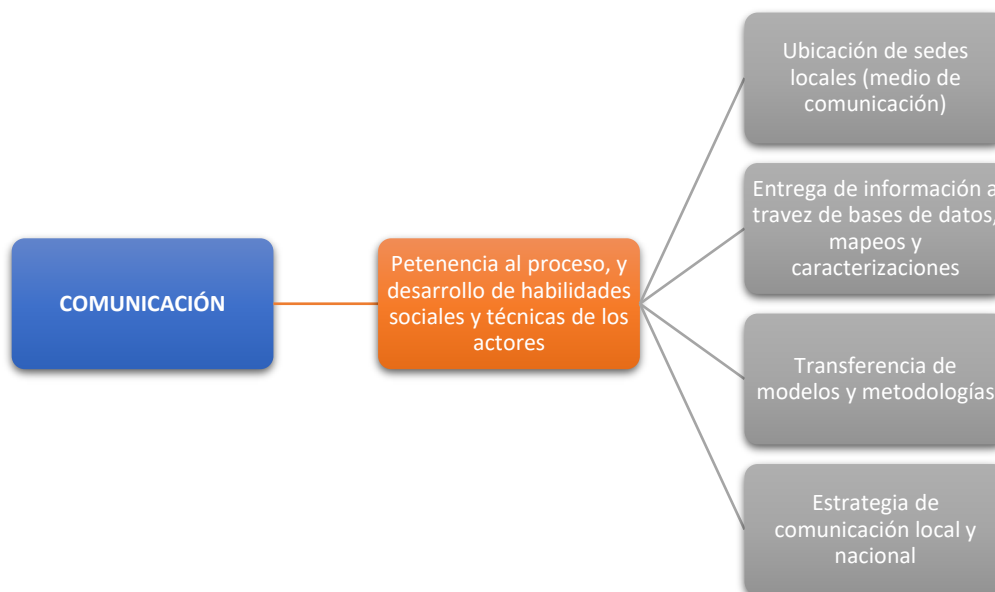 COMUNICACIÓN
Petenencia al proceso, y
desarrollo de habilidades
sociales y técnicas de los
actores
Ubicación de sedes
locales (medio de
comunicación)
Entrega de información a
travez de bases de datos,
mapeos y
caracterizaciones
Transferencia de
modelos y metodologías
Estrategia de
comunicación local y
nacional